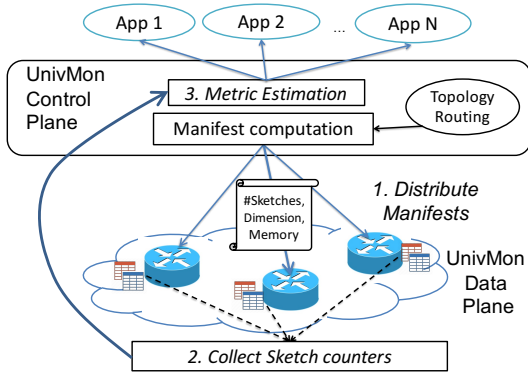 App 1
App 2
...
App N
UnivMon
Control
Plane
3. Metric Estimation
Manifest computation
Topology
Routing
#Sketches,
Dimension,
Memory
1. Distribute
Manifests
UnivMon
Data
Plane
2. Collect Sketch counters